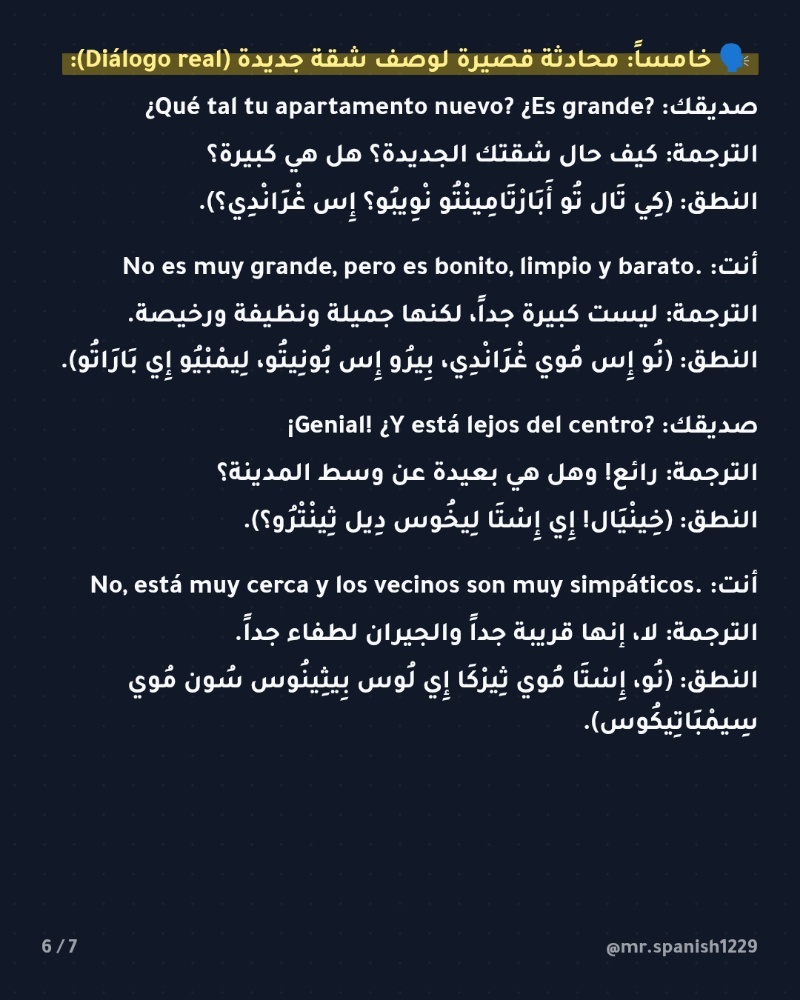 🗣️ خامساً: محادثة قصيرة لوصف شقة جديدة (Diálogo real):
صديقك: ¿Qué tal tu apartamento nuevo? ¿Es grande?
الترجمة: كيف حال شقتك الجديدة؟ هل هي كبيرة؟
النطق: (كِي تَال تُو أَبَارْتَامِينْتُو نْوِيبُو؟ إِس غْرَانْدِي؟).
أنت: No es muy grande, pero es bonito, limpio y barato.
الترجمة: ليست كبيرة جداً، لكنها جميلة ونظيفة ورخيصة.
النطق: (نُو إِس مُوي غْرَانْدِي، بِيرُو إِس بُونِيتُو، لِيمْبْيُو إِي بَارَاتُو).
صديقك: ¡Genial! ¿Y está lejos del centro?
الترجمة: رائع! وهل هي بعيدة عن وسط المدينة؟
النطق: (خِينْيَال! إِي إِسْتَا لِيخُوس دِيل ثِينْتْرُو؟).
أنت: No, está muy cerca y los vecinos son muy simpáticos.
الترجمة: لا، إنها قريبة جداً والجيران لطفاء جداً.
النطق: (نُو، إِسْتَا مُوي ثِيرْكَا إِي لُوس بِيثِينُوس سُون مُوي
سِيمْبَاتِيكُوس).
6 / 7
@mr.spanish1229